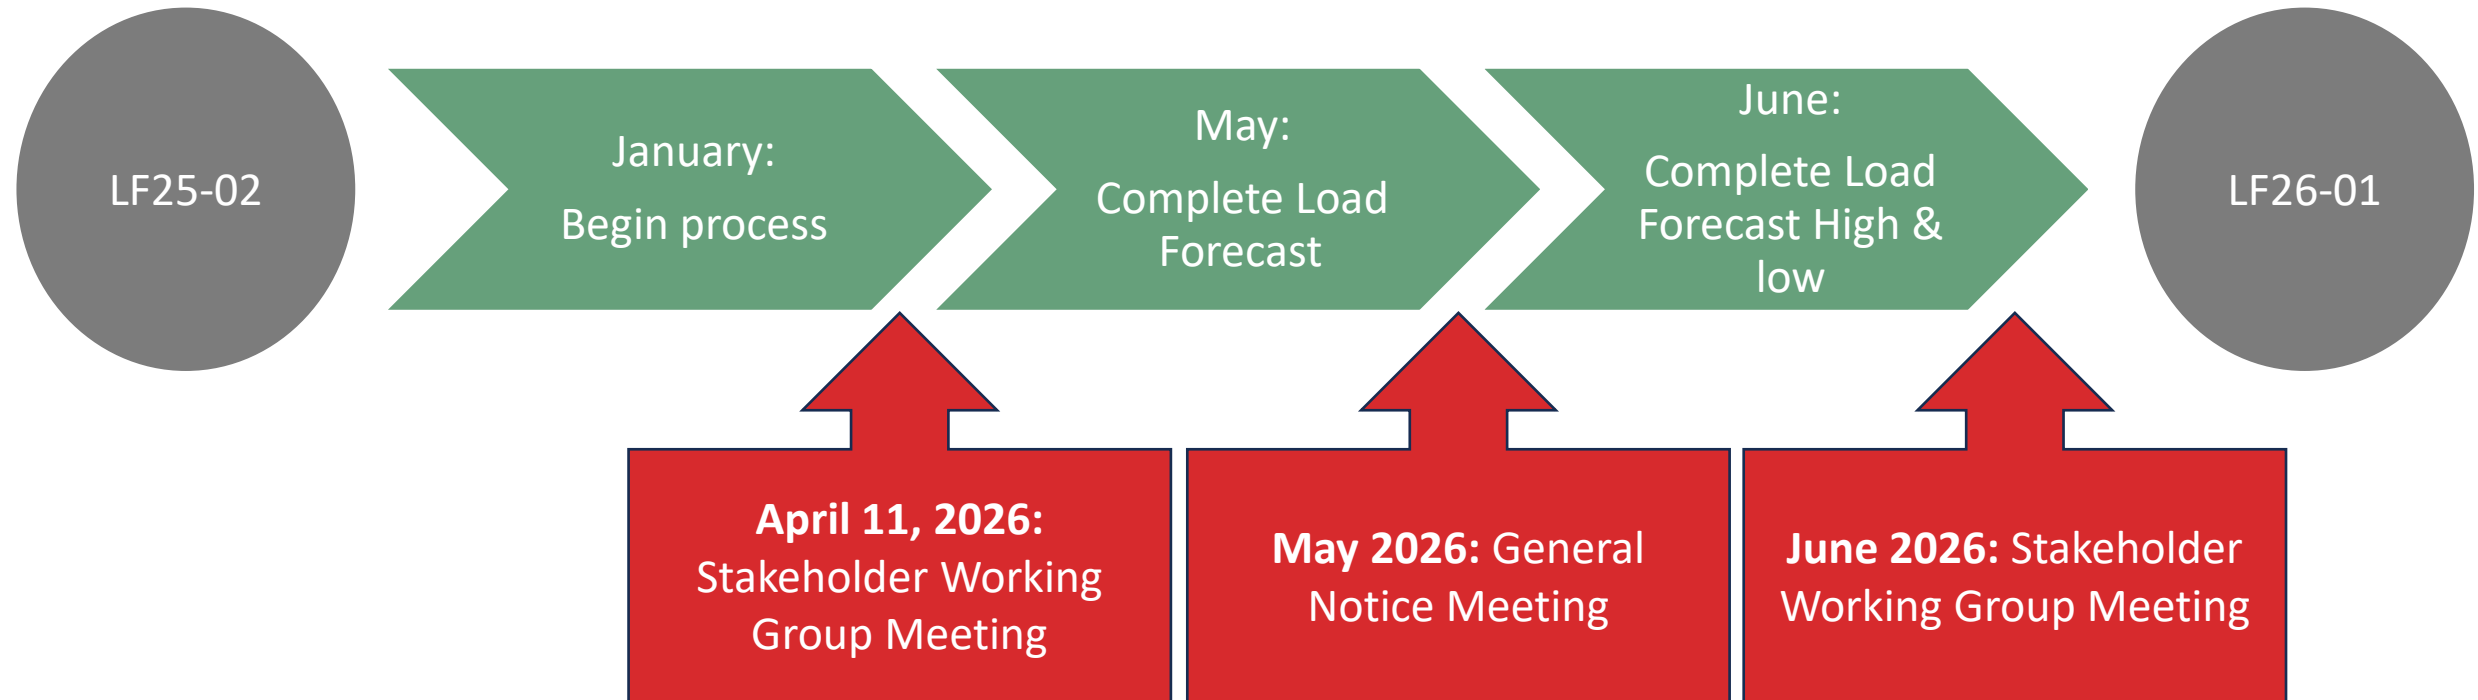 LF25-02
January:
Begin process
May:
Complete Load
Forecast
June:
Complete Load
Forecast High &
low
LF26-01
April 11, 2026:
Stakeholder Working
Group Meeting
May 2026: General
Notice Meeting
June 2026: Stakeholder
Working Group Meeting